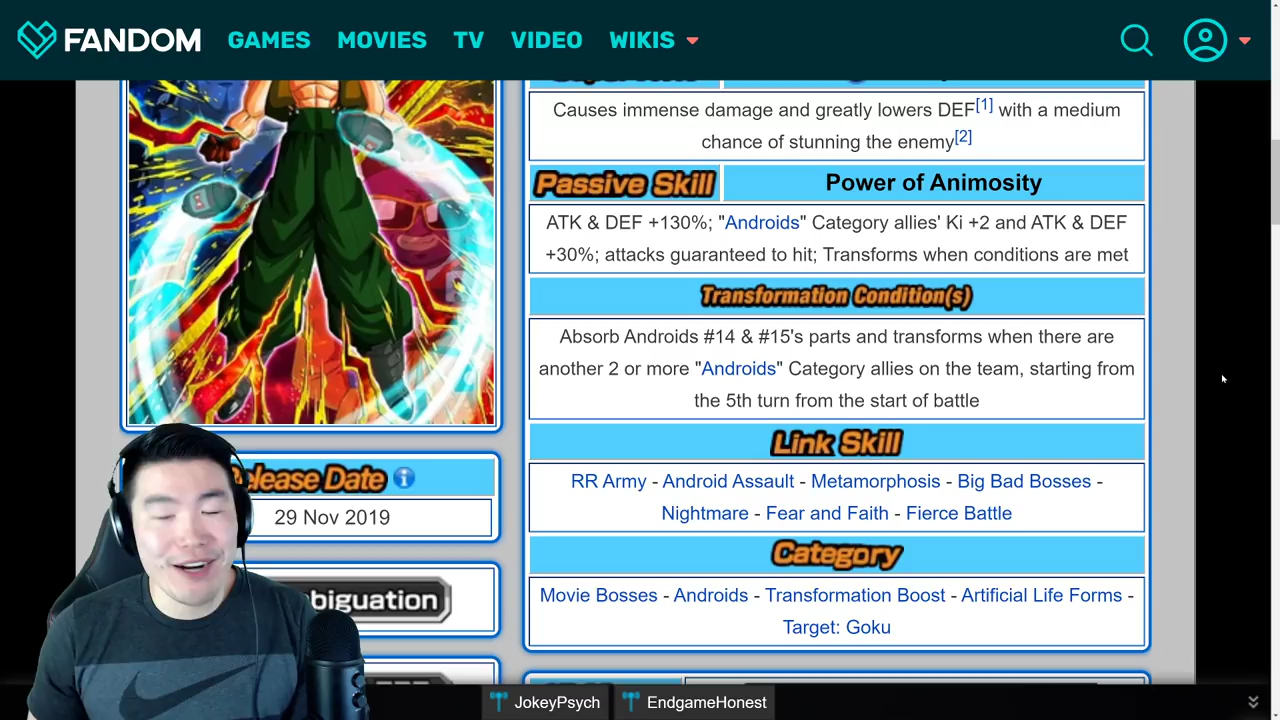 FANDOM GAMES MOVIES TV VIDEO WIKIS
Causes immense damage and greatly lowers DEF[1] with a medium
chance of stunning the enemy[2]
Passive Skill Power of Animosity
ATK & DEF +130%; "Androids" Category allies' Ki +2 and ATK & DEF
+30%; attacks guaranteed to hit; Transforms when conditions are met
Transformation Condition(s)
Absorb Androids #14 & #15's parts and transforms when there are
another 2 or more "Androids" Category allies on the team, starting from
the 5th turn from the start of battle
Link Skill
RR Army - Android Assault - Metamorphosis - Big Bad Bosses -
Nightmare - Fear and Faith - Fierce Battle
Category
Movie Bosses - Androids - Transformation Boost - Artificial Life Forms -
Target: Goku
Release Date
29 Nov 2019
biguation
JokeyPsych EndgameHonest